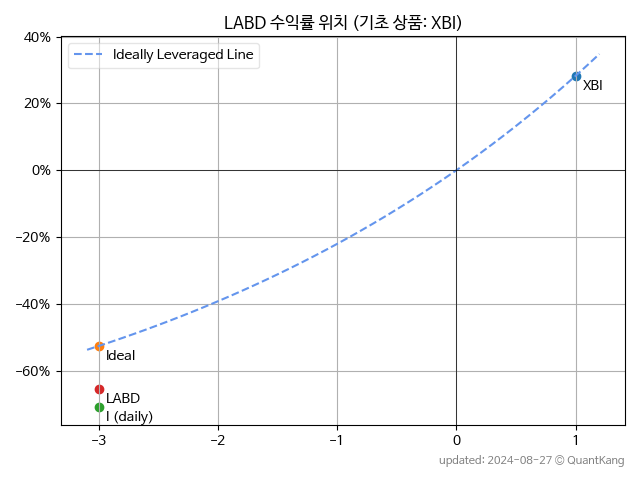 LABD 수익률 위치 (기초 상품: XBI)
40%
20%
0%
-20%
-40%
-60%
Ideally Leveraged Line
XBI
Ideal
LABD
I (daily)
-3
-2
-1
0
1
updated: 2024-08-27 © QuantKang